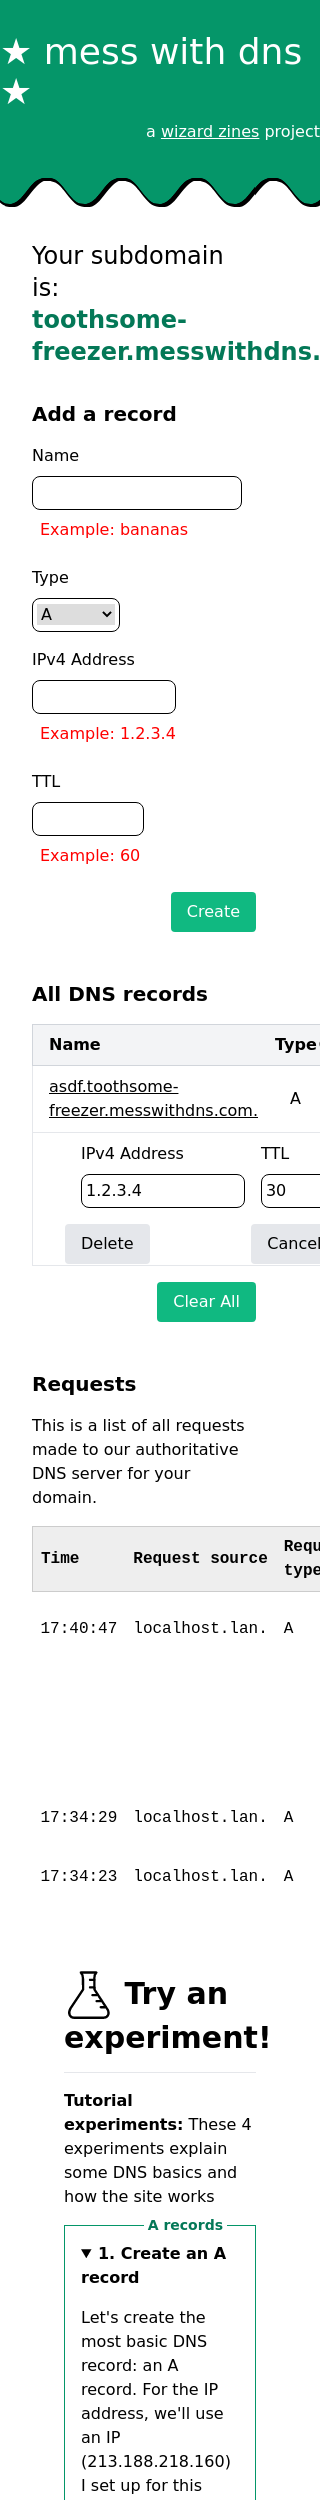 ★ mess with dns
★
a wizard zines project
Your subdomain
is:
toothsome-
freezer.messwithdns.
Add a record
Name
Example: bananas
Type
A
IPv4 Address
Example: 1.2.3.4
TTL
Example: 60
Create
All DNS records
Name Type
asdf.toothsome-
freezer.messwithdns.com. A
IPv4 Address TTL
1.2.3.4 30
Delete Cancel
Clear All
Requests
This is a list of all requests
made to our authoritative
DNS server for your
domain.
Time Request source Requ
type
17:40:47 localhost.lan. A
17:34:29 localhost.lan. A
17:34:23 localhost.lan. A
Try an
experiment!
Tutorial
experiments: These 4
experiments explain
some DNS basics and
how the site works
A records
▼ 1. Create an A
record
Let's create the
most basic DNS
record: an A
record. For the IP
address, we'll use
an IP
(213.188.218.160)
I set up for this